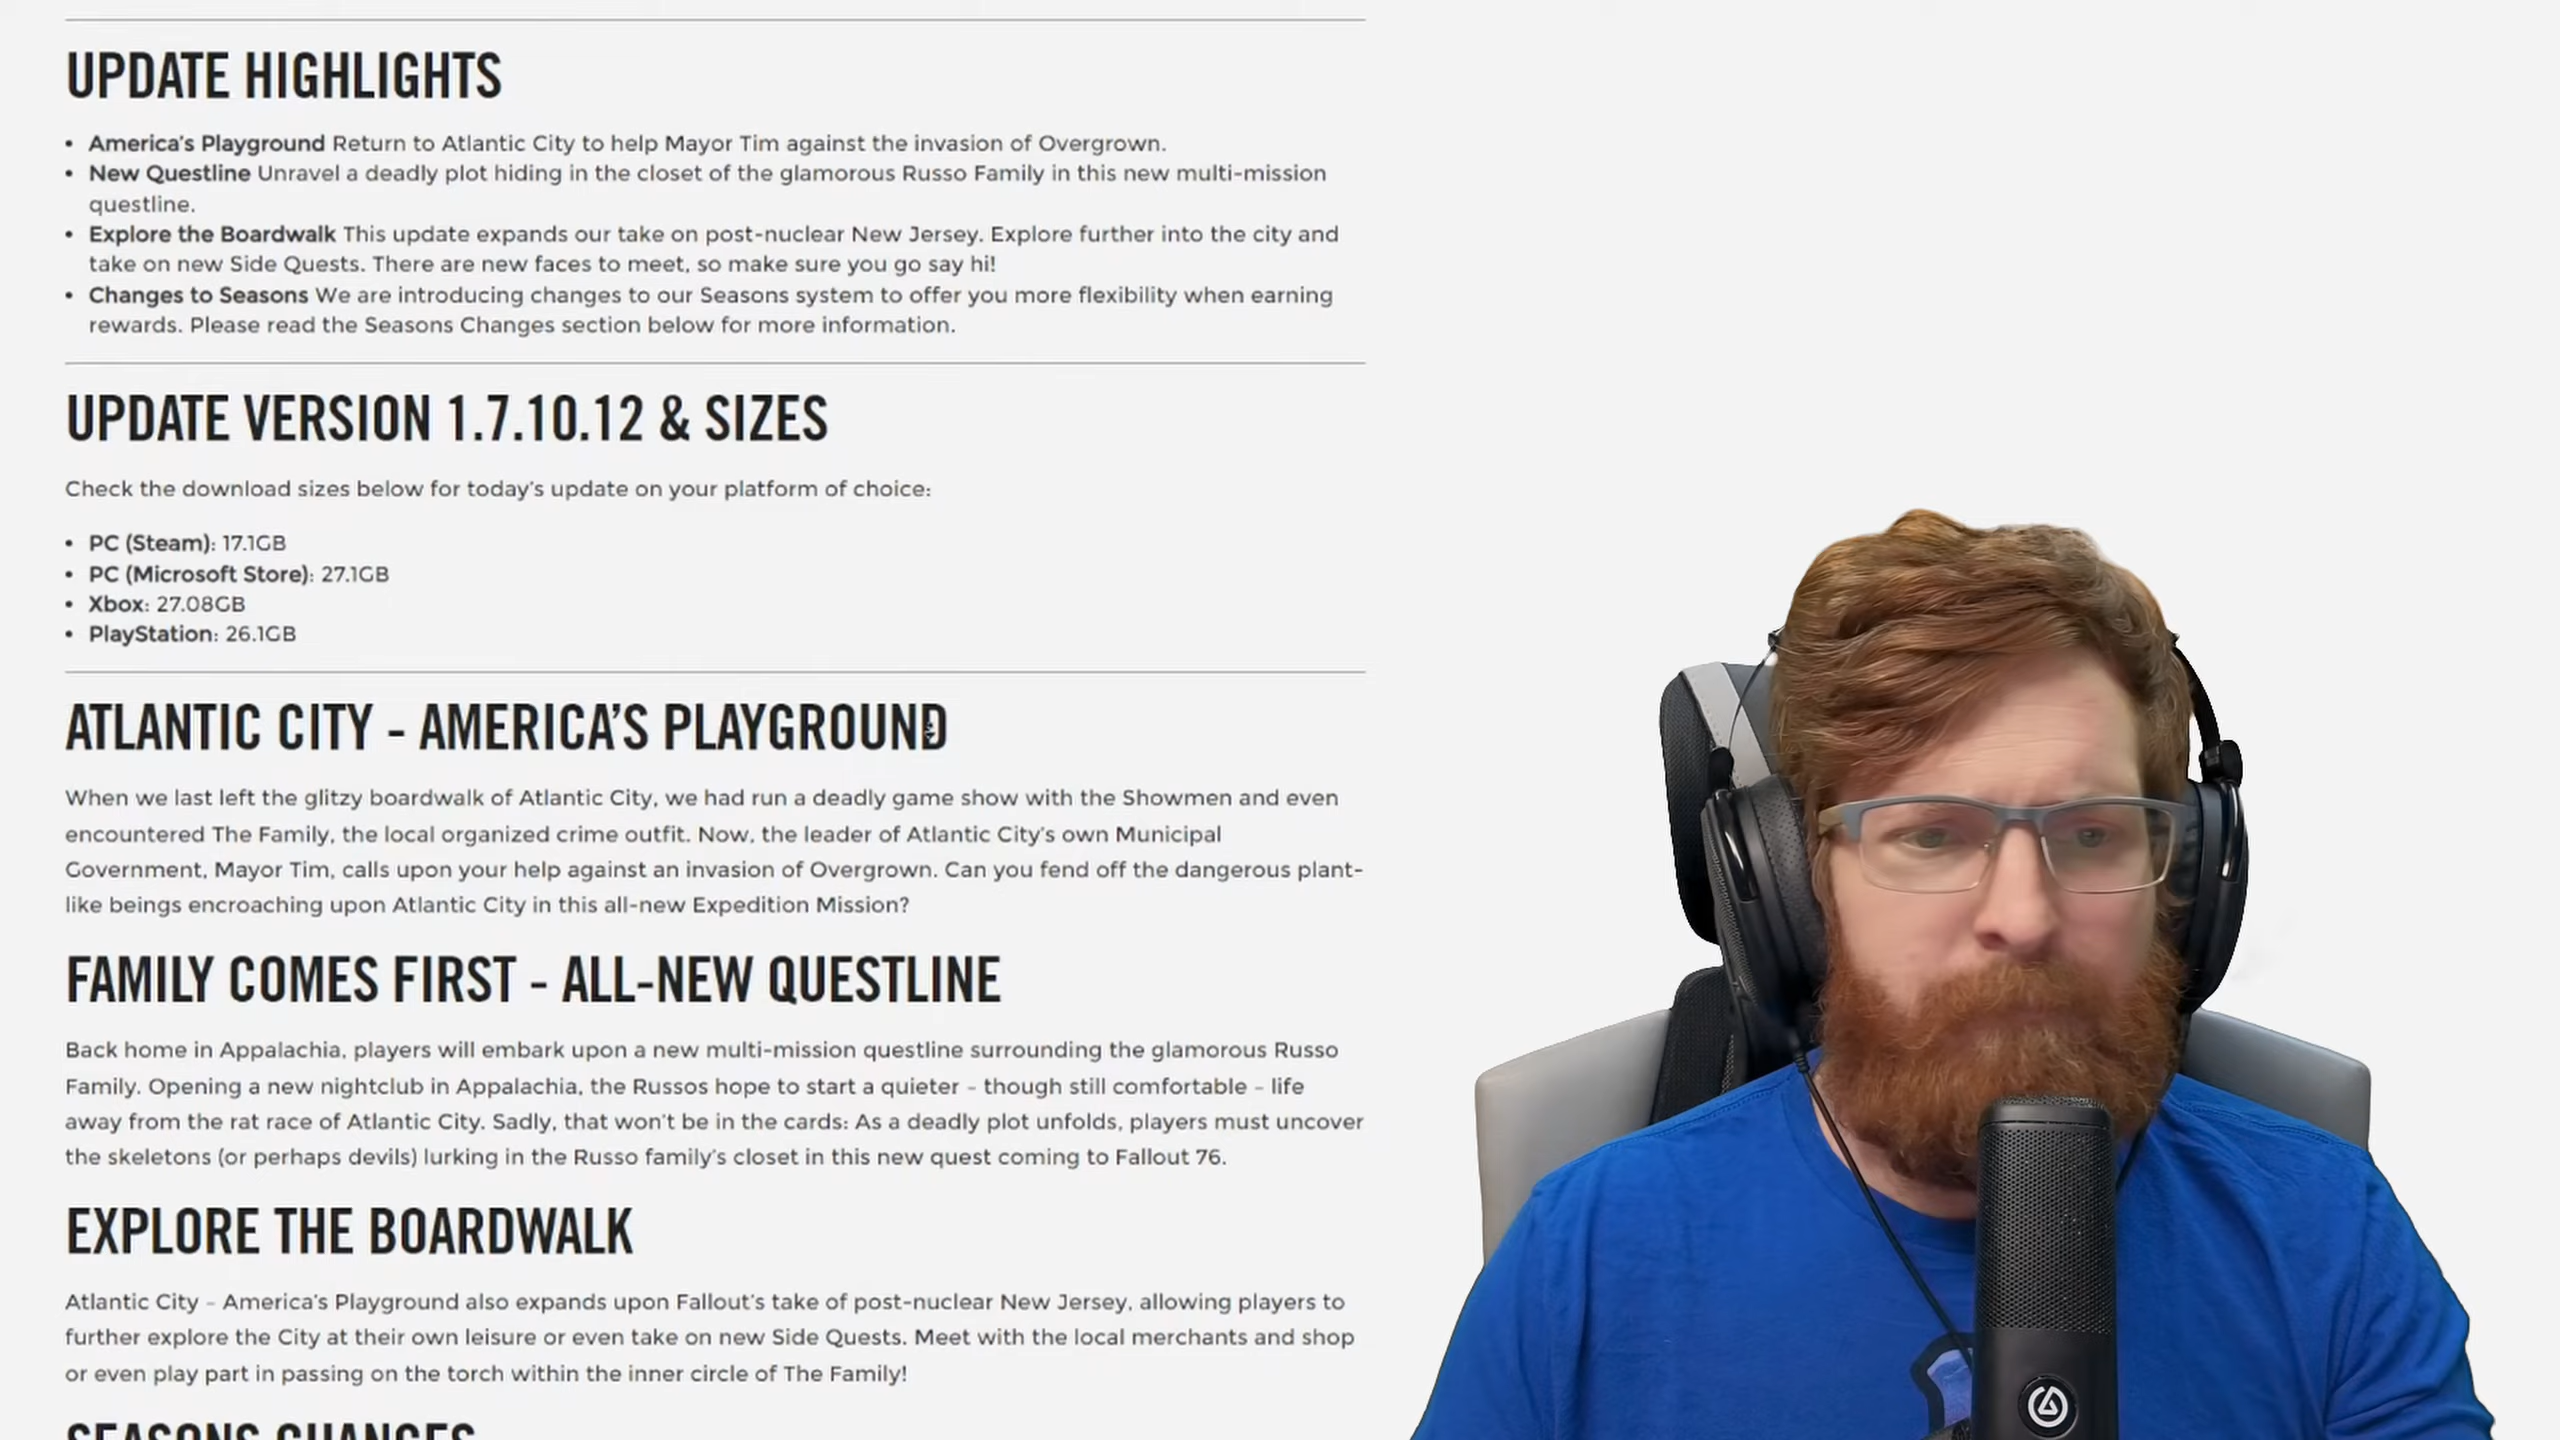 UPDATE HIGHLIGHTS
• America's Playground Return to Atlantic City to help Mayor Tim against the invasion of Overgrown.
• New Questline Unravel a deadly plot hiding in the closet of the glamorous Russo Family in this new multi-mission
questline.
• Explore the Boardwalk This update expands our take on post-nuclear New Jersey. Explore further into the city and
take on new Side Quests. There are new faces to meet, so make sure you go say hi!
• Changes to Seasons We are introducing changes to our Seasons system to offer you more flexibility when earning
rewards. Please read the Seasons Changes section below for more information.
UPDATE VERSION 1.7.10.12 & SIZES
Check the download sizes below for today's update on your platform of choice:
• PC (Steam): 17.1GB
• PC (Microsoft Store): 27.1GB
• Xbox: 27.08GB
• PlayStation: 26.1GB
ATLANTIC CITY - AMERICA'S PLAYGROUND
When we last left the glitzy boardwalk of Atlantic City, we had run a deadly game show with the Showmen and even
encountered The Family, the local organized crime outfit. Now, the leader of Atlantic City's own Municipal
Government, Mayor Tim, calls upon your help against an invasion of Overgrown. Can you fend off the dangerous plant-
like beings encroaching upon Atlantic City in this all-new Expedition Mission?
FAMILY COMES FIRST - ALL-NEW QUESTLINE
Back home in Appalachia, players will embark upon a new multi-mission questline surrounding the glamorous Russo
Family. Opening a new nightclub in Appalachia, the Russos hope to start a quieter – though still comfortable – life
away from the rat race of Atlantic City. Sadly, that won't be in the cards: As a deadly plot unfolds, players must uncover
the skeletons (or perhaps devils) lurking in the Russo family's closet in this new quest coming to Fallout 76.
EXPLORE THE BOARDWALK
Atlantic City – America's Playground also expands upon Fallout's take of post-nuclear New Jersey, allowing players to
further explore the City at their own leisure or even take on new Side Quests. Meet with the local merchants and shop
or even play part in passing on the torch within the inner circle of The Family!
SEASONS CHANGES